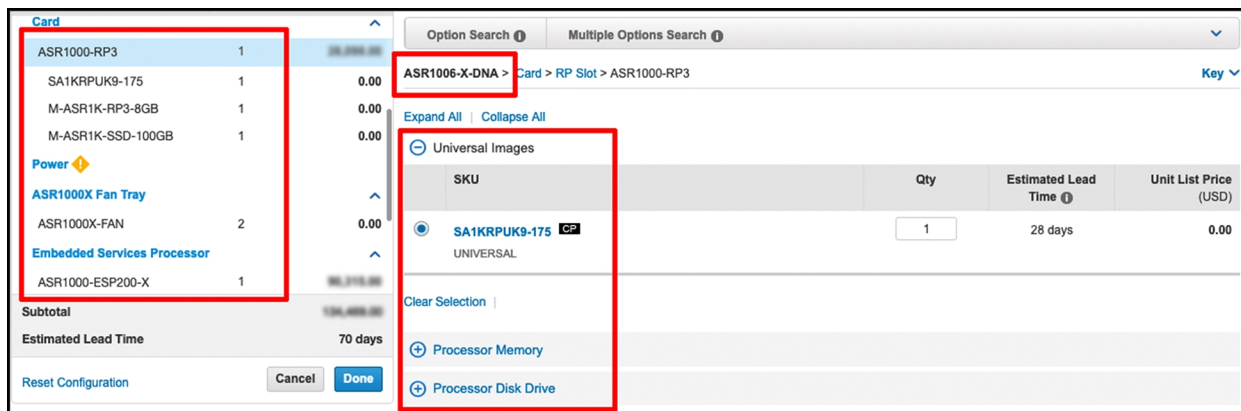 Card
ASR1000-RP3 1
SA1KRPUK9-175 1 0.00
M-ASR1K-RP3-8GB 1 0.00
M-ASR1K-SSD-100GB 1 0.00
Power
ASR1000X Fan Tray
ASR1000X-FAN 2 0.00
Embedded Services Processor
ASR1000-ESP200-X 1
Subtotal
Estimated Lead Time 70 days
Reset Configuration Cancel Done
Option Search Multiple Options Search
ASR1006-X-DNA > Card > RP Slot > ASR1000-RP3 Key
Expand All | Collapse All
Universal Images
SKU Qty Estimated Lead Time Unit List Price (USD)
SA1KRPUK9-175 CP 1 28 days 0.00
UNIVERSAL
Clear Selection |
Processor Memory
Processor Disk Drive